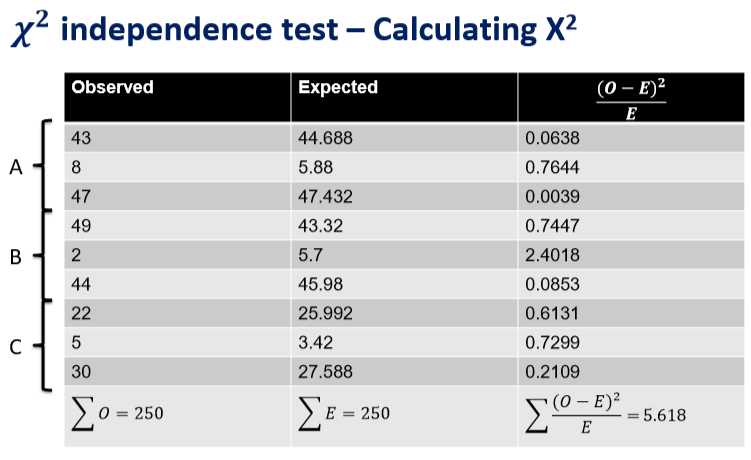 χ² independence test – Calculating X²
Observed Expected (O − E)²/E
A
43 44.688 0.0638
8 5.88 0.7644
47 47.432 0.0039
B
49 43.32 0.7447
2 5.7 2.4018
44 45.98 0.0853
C
22 25.992 0.6131
5 3.42 0.7299
30 27.588 0.2109
∑O = 250 ∑E = 250 ∑(O − E)²/E = 5.618